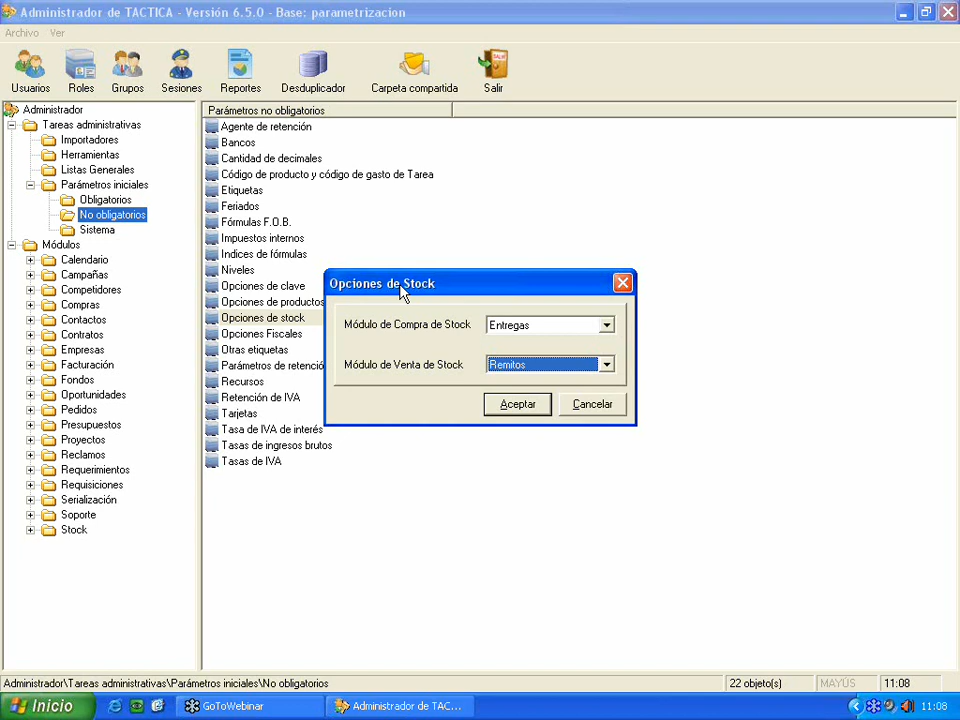 Administrador de TACTICA - Versión 6.5.0 - Base: parametrizacion
Archivo Ver
Usuarios Roles Grupos Sesiones Reportes Desduplicador Carpeta compartida Salir
SALIR
Administrador
Tareas administrativas
Importadores
Herramientas
Listas Generales
Parámetros iniciales
Obligatorios
No obligatorios
Sistema
Módulos
Calendario
Campañas
Competidores
Compras
Contactos
Contratos
Empresas
Facturación
Fondos
Oportunidades
Pedidos
Presupuestos
Proyectos
Reclamos
Requerimientos
Requisiciones
Serialización
Soporte
Stock
Parámetros no obligatorios
Agente de retención
Bancos
Cantidad de decimales
Código de producto y código de gasto de Tarea
Etiquetas
Feriados
Fórmulas F.O.B.
Impuestos internos
Indices de fórmulas
Niveles
Opciones de clave
Opciones de productos
Opciones de stock
Opciones Fiscales
Otras etiquetas
Parámetros de retenció
Recursos
Retención de IVA
Tarjetas
Tasa de IVA de interés
Tasas de ingresos brutos
Tasas de IVA
Opciones de Stock
Módulo de Compra de Stock Entregas
Módulo de Venta de Stock Remitos
Aceptar Cancelar
Administrador\Tareas administrativas\Parámetros iniciales\No obligatorios 22 objeto(s) MAYÚS 11:08
Inicio GoToWebinar Administrador de TAC... 11:08